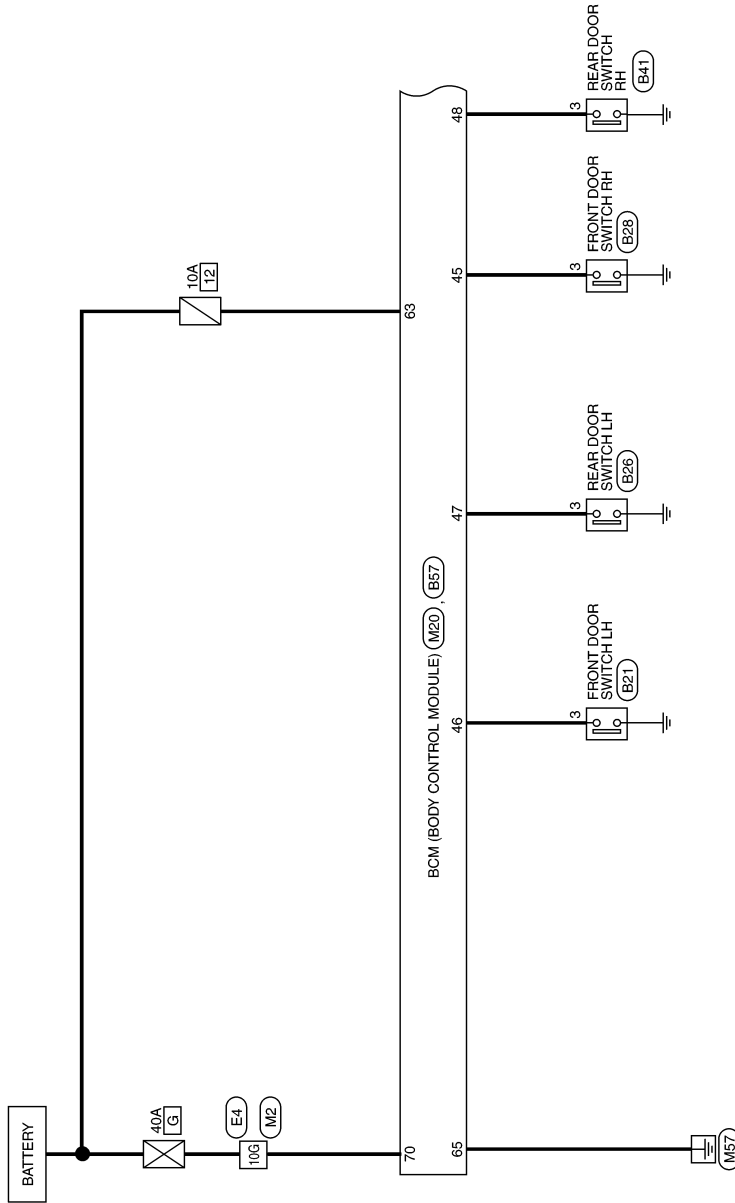 BATTERY
40A
G
E4
10G
M2
10A
12
70
63
BCM (BODY CONTROL MODULE) M20 , B57
65
46
47
45
48
M57
3
FRONT DOOR
SWITCH LH
B21
3
REAR DOOR
SWITCH LH
B26
3
FRONT DOOR
SWITCH RH
B28
3
REAR DOOR
SWITCH
RH
B41